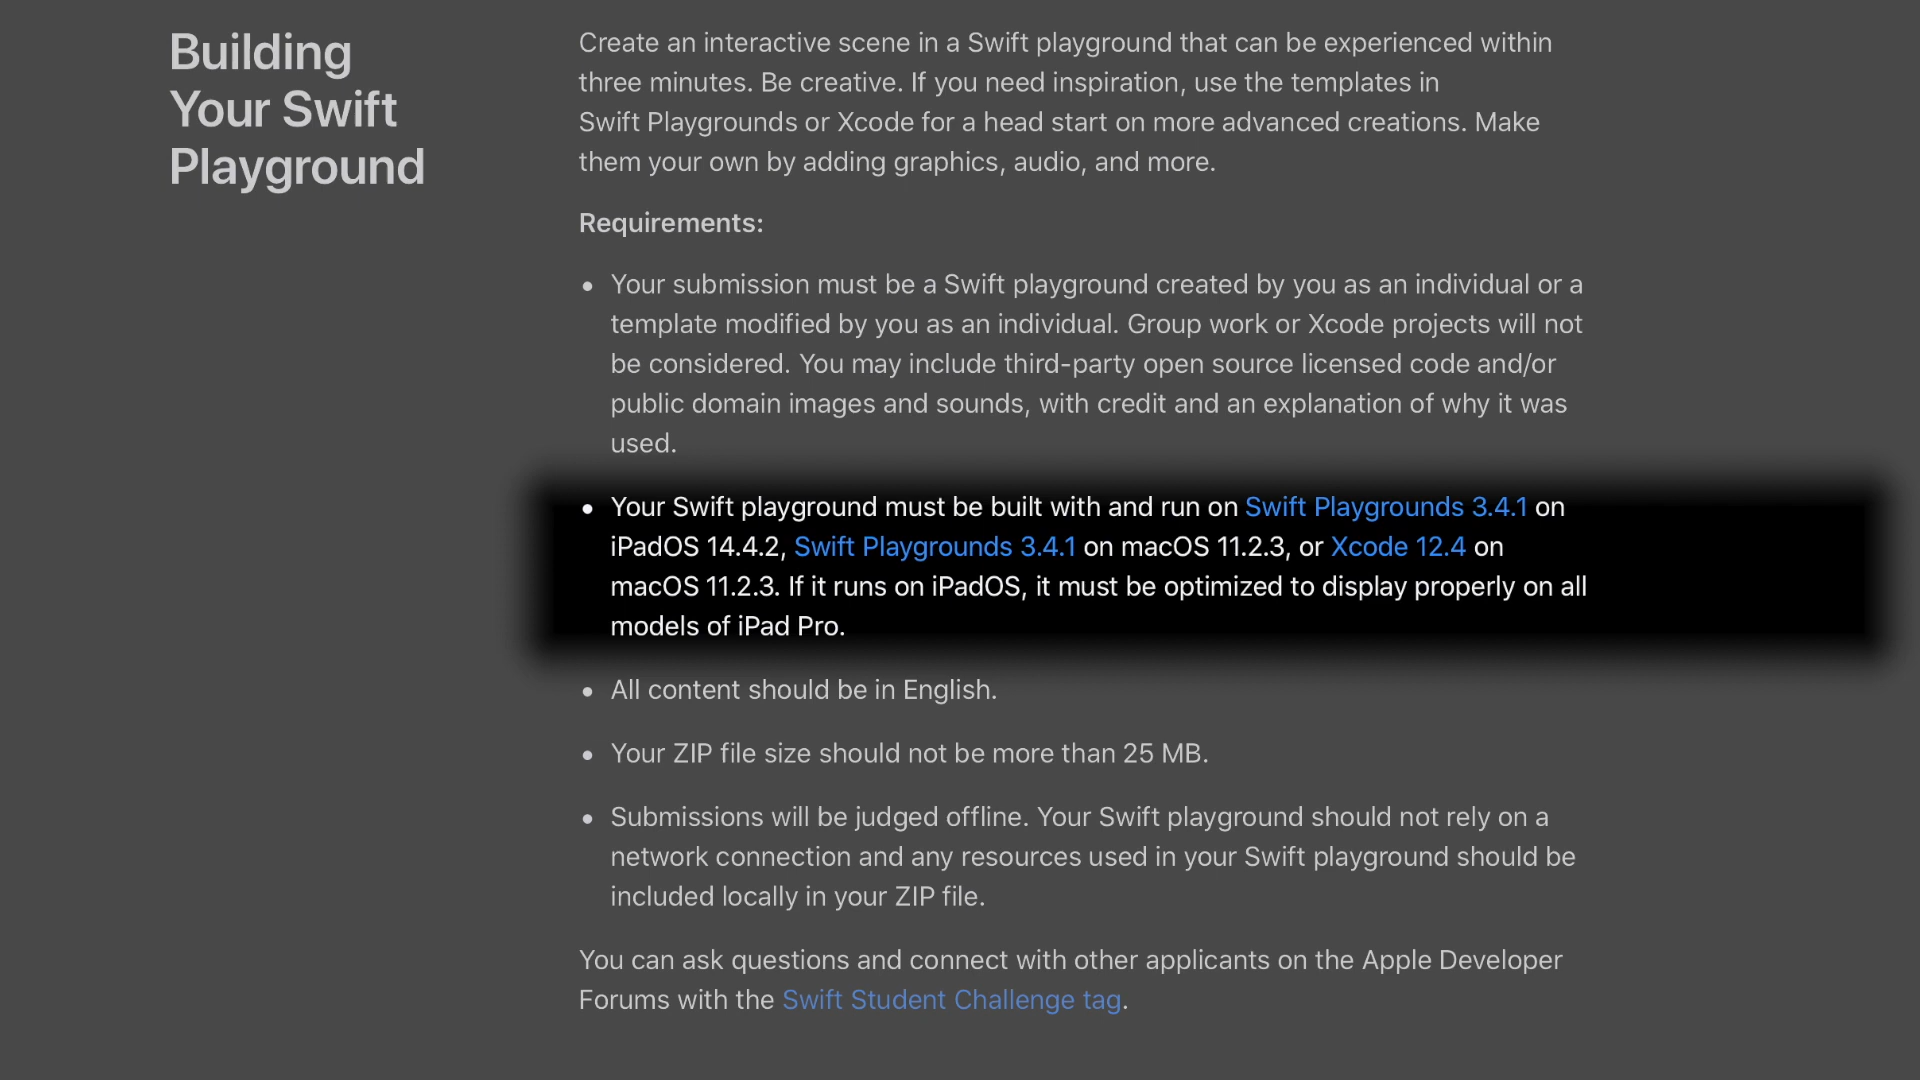 Building
Your Swift
Playground
Create an interactive scene in a Swift playground that can be experienced within
three minutes. Be creative. If you need inspiration, use the templates in
Swift Playgrounds or Xcode for a head start on more advanced creations. Make
them your own by adding graphics, audio, and more.
Requirements:
• Your submission must be a Swift playground created by you as an individual or a
template modified by you as an individual. Group work or Xcode projects will not
be considered. You may include third-party open source licensed code and/or
public domain images and sounds, with credit and an explanation of why it was
used.
• Your Swift playground must be built with and run on Swift Playgrounds 3.4.1 on
iPadOS 14.4.2, Swift Playgrounds 3.4.1 on macOS 11.2.3, or Xcode 12.4 on
macOS 11.2.3. If it runs on iPadOS, it must be optimized to display properly on all
models of iPad Pro.
• All content should be in English.
• Your ZIP file size should not be more than 25 MB.
• Submissions will be judged offline. Your Swift playground should not rely on a
network connection and any resources used in your Swift playground should be
included locally in your ZIP file.
You can ask questions and connect with other applicants on the Apple Developer
Forums with the Swift Student Challenge tag.